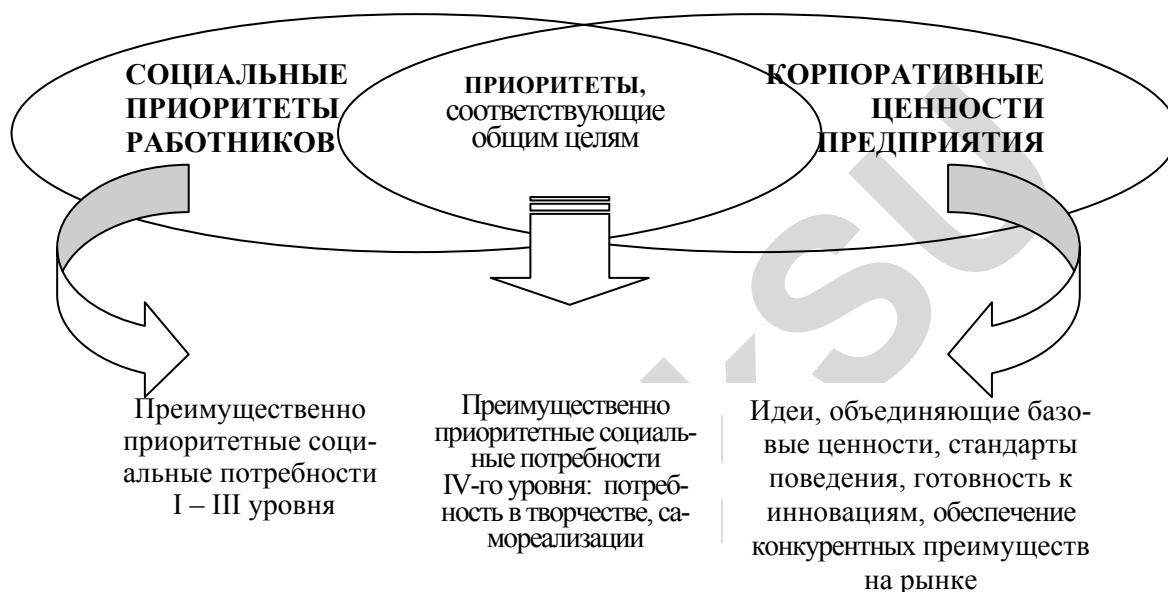 СОЦИАЛЬНЫЕ
ПРИОРИТЕТЫ
РАБОТНИКОВ
ПРИОРИТЕТЫ,
соответствующие
общим целям
КОРПОРАТИВНЫЕ
ЦЕННОСТИ
ПРЕДПРИЯТИЯ
Преимущественно
приоритетные соци-
альные потребности
I – III уровня
Преимущественно
приоритетные социаль-
ные потребности
IV-го уровня: потреб-
ность в творчестве, са-
мореализации
Идеи, объединяющие базо-
вые ценности, стандарты
поведения, готовность к
инновациям, обеспечение
конкурентных преимуществ
на рынке